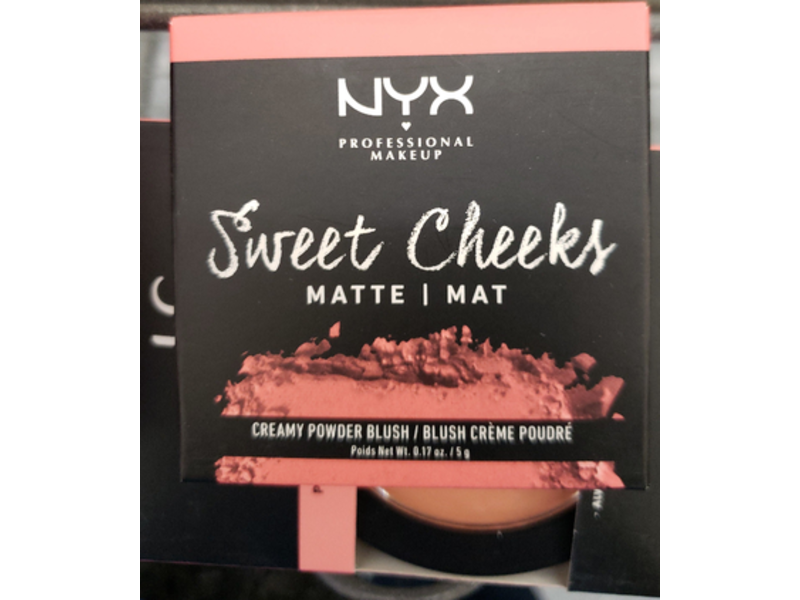 NYX
PROFESSIONAL
MAKEUP
Sweet Cheeks
MATTE | MAT
CREAMY POWDER BLUSH / BLUSH CRÈME POUDRÉ
Poids Net Wt. 0.17 oz. / 5 g